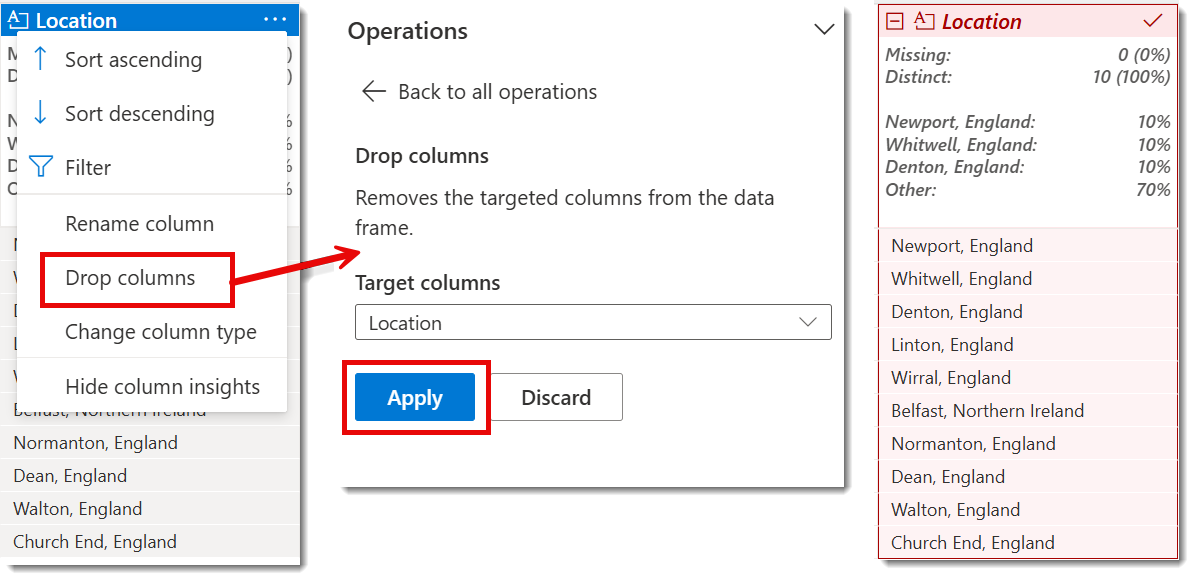 Location
Sort ascending
Sort descending
Filter
Rename column
Drop columns
Change column type
Hide column insights
Belfast, Northern Ireland
Normanton, England
Dean, England
Walton, England
Church End, England
Operations
Back to all operations
Drop columns
Removes the targeted columns from the data
frame.
Target columns
Location
Apply
Discard
Location
Missing: 0 (0%)
Distinct: 10 (100%)
Newport, England: 10%
Whitwell, England: 10%
Denton, England: 10%
Other: 70%
Newport, England
Whitwell, England
Denton, England
Linton, England
Wirral, England
Belfast, Northern Ireland
Normanton, England
Dean, England
Walton, England
Church End, England